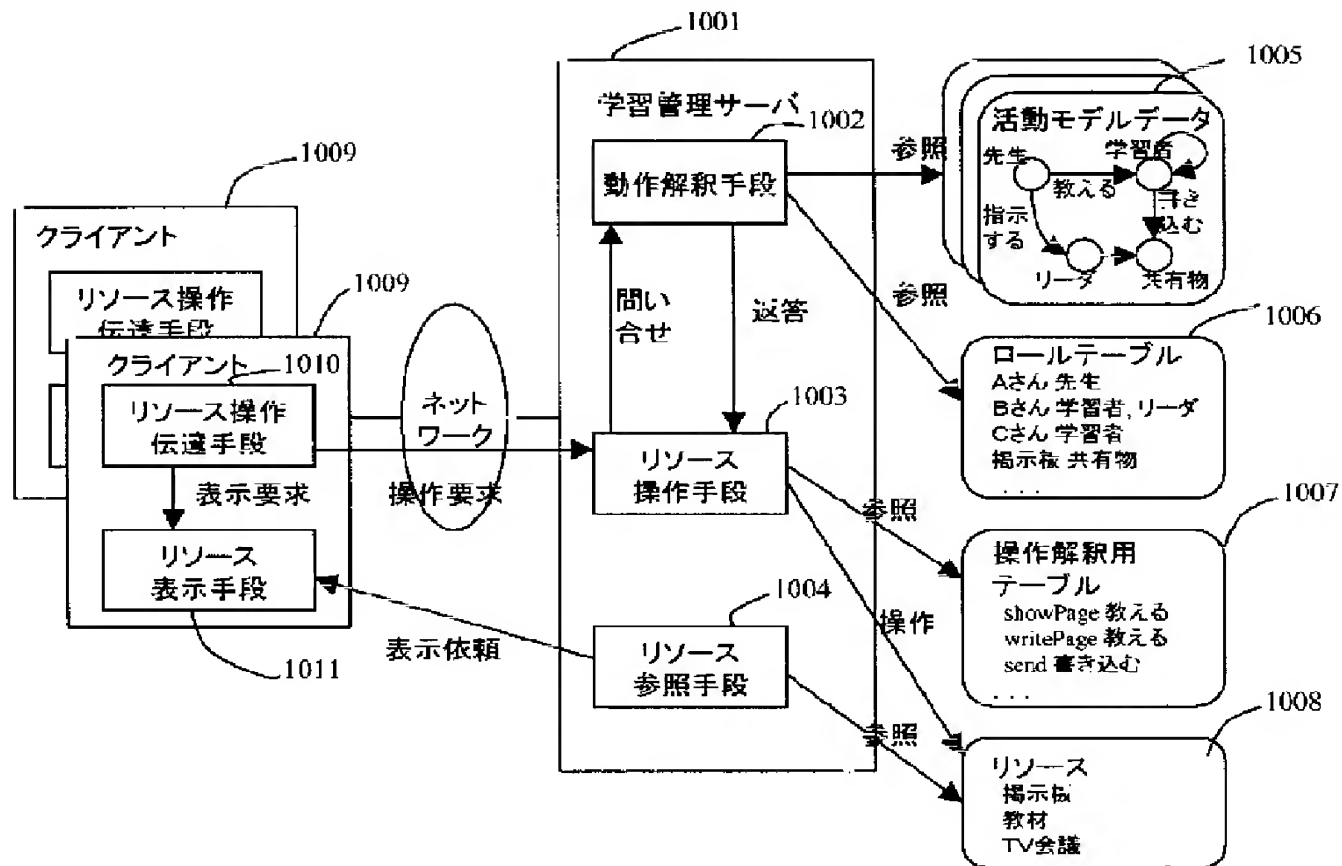 1001
学習管理サーバ
1002
動作解釈手段
問い
合せ
返答
1003
リソース
操作手段
1004
リソース
参照手段
1009
クライアント
リソース操作
伝達手段
1009
クライアント
1010
リソース操作
伝達手段
表示要求
リソース
表示手段
1011
ネット
ワーク
操作要求
表示依頼
参照
参照
参照
操作
参照
1005
活動モデルデータ
先生
学習者
教える
指示
する
書き
込む
リーダ
共有物
1006
ロールテーブル
Aさん 先生
Bさん 学習者, リーダ
Cさん 学習者
掲示板 共有物
. . .
1007
操作解釈用
テーブル
showPage 教える
writePage 教える
send 書き込む
. . .
1008
リソース
掲示板
教材
TV会議